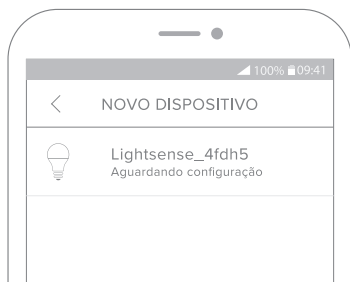 100% 09:41
NOVO DISPOSITIVO
Lightsense_4fdh5
Aguardando configuração